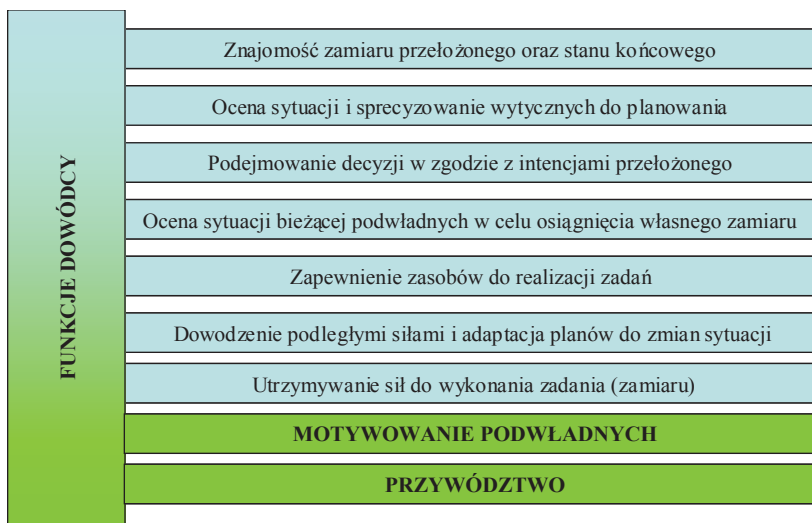 FUNKCJE DOWÓDCY
Znajomość zamiaru przełożonego oraz stanu końcowego
Ocena sytuacji i sprecyzowanie wytycznych do planowania
Podejmowanie decyzji w zgodzie z intencjami przełożonego
Ocena sytuacji bieżącej podwładnych w celu osiągnięcia własnego zamiaru
Zapewnienie zasobów do realizacji zadań
Dowodzenie podległymi siłami i adaptacja planów do zmian sytuacji
Utrzymywanie sił do wykonania zadania (zamiaru)
MOTYWOWANIE PODWŁADNYCH
PRZYWÓDZTWO